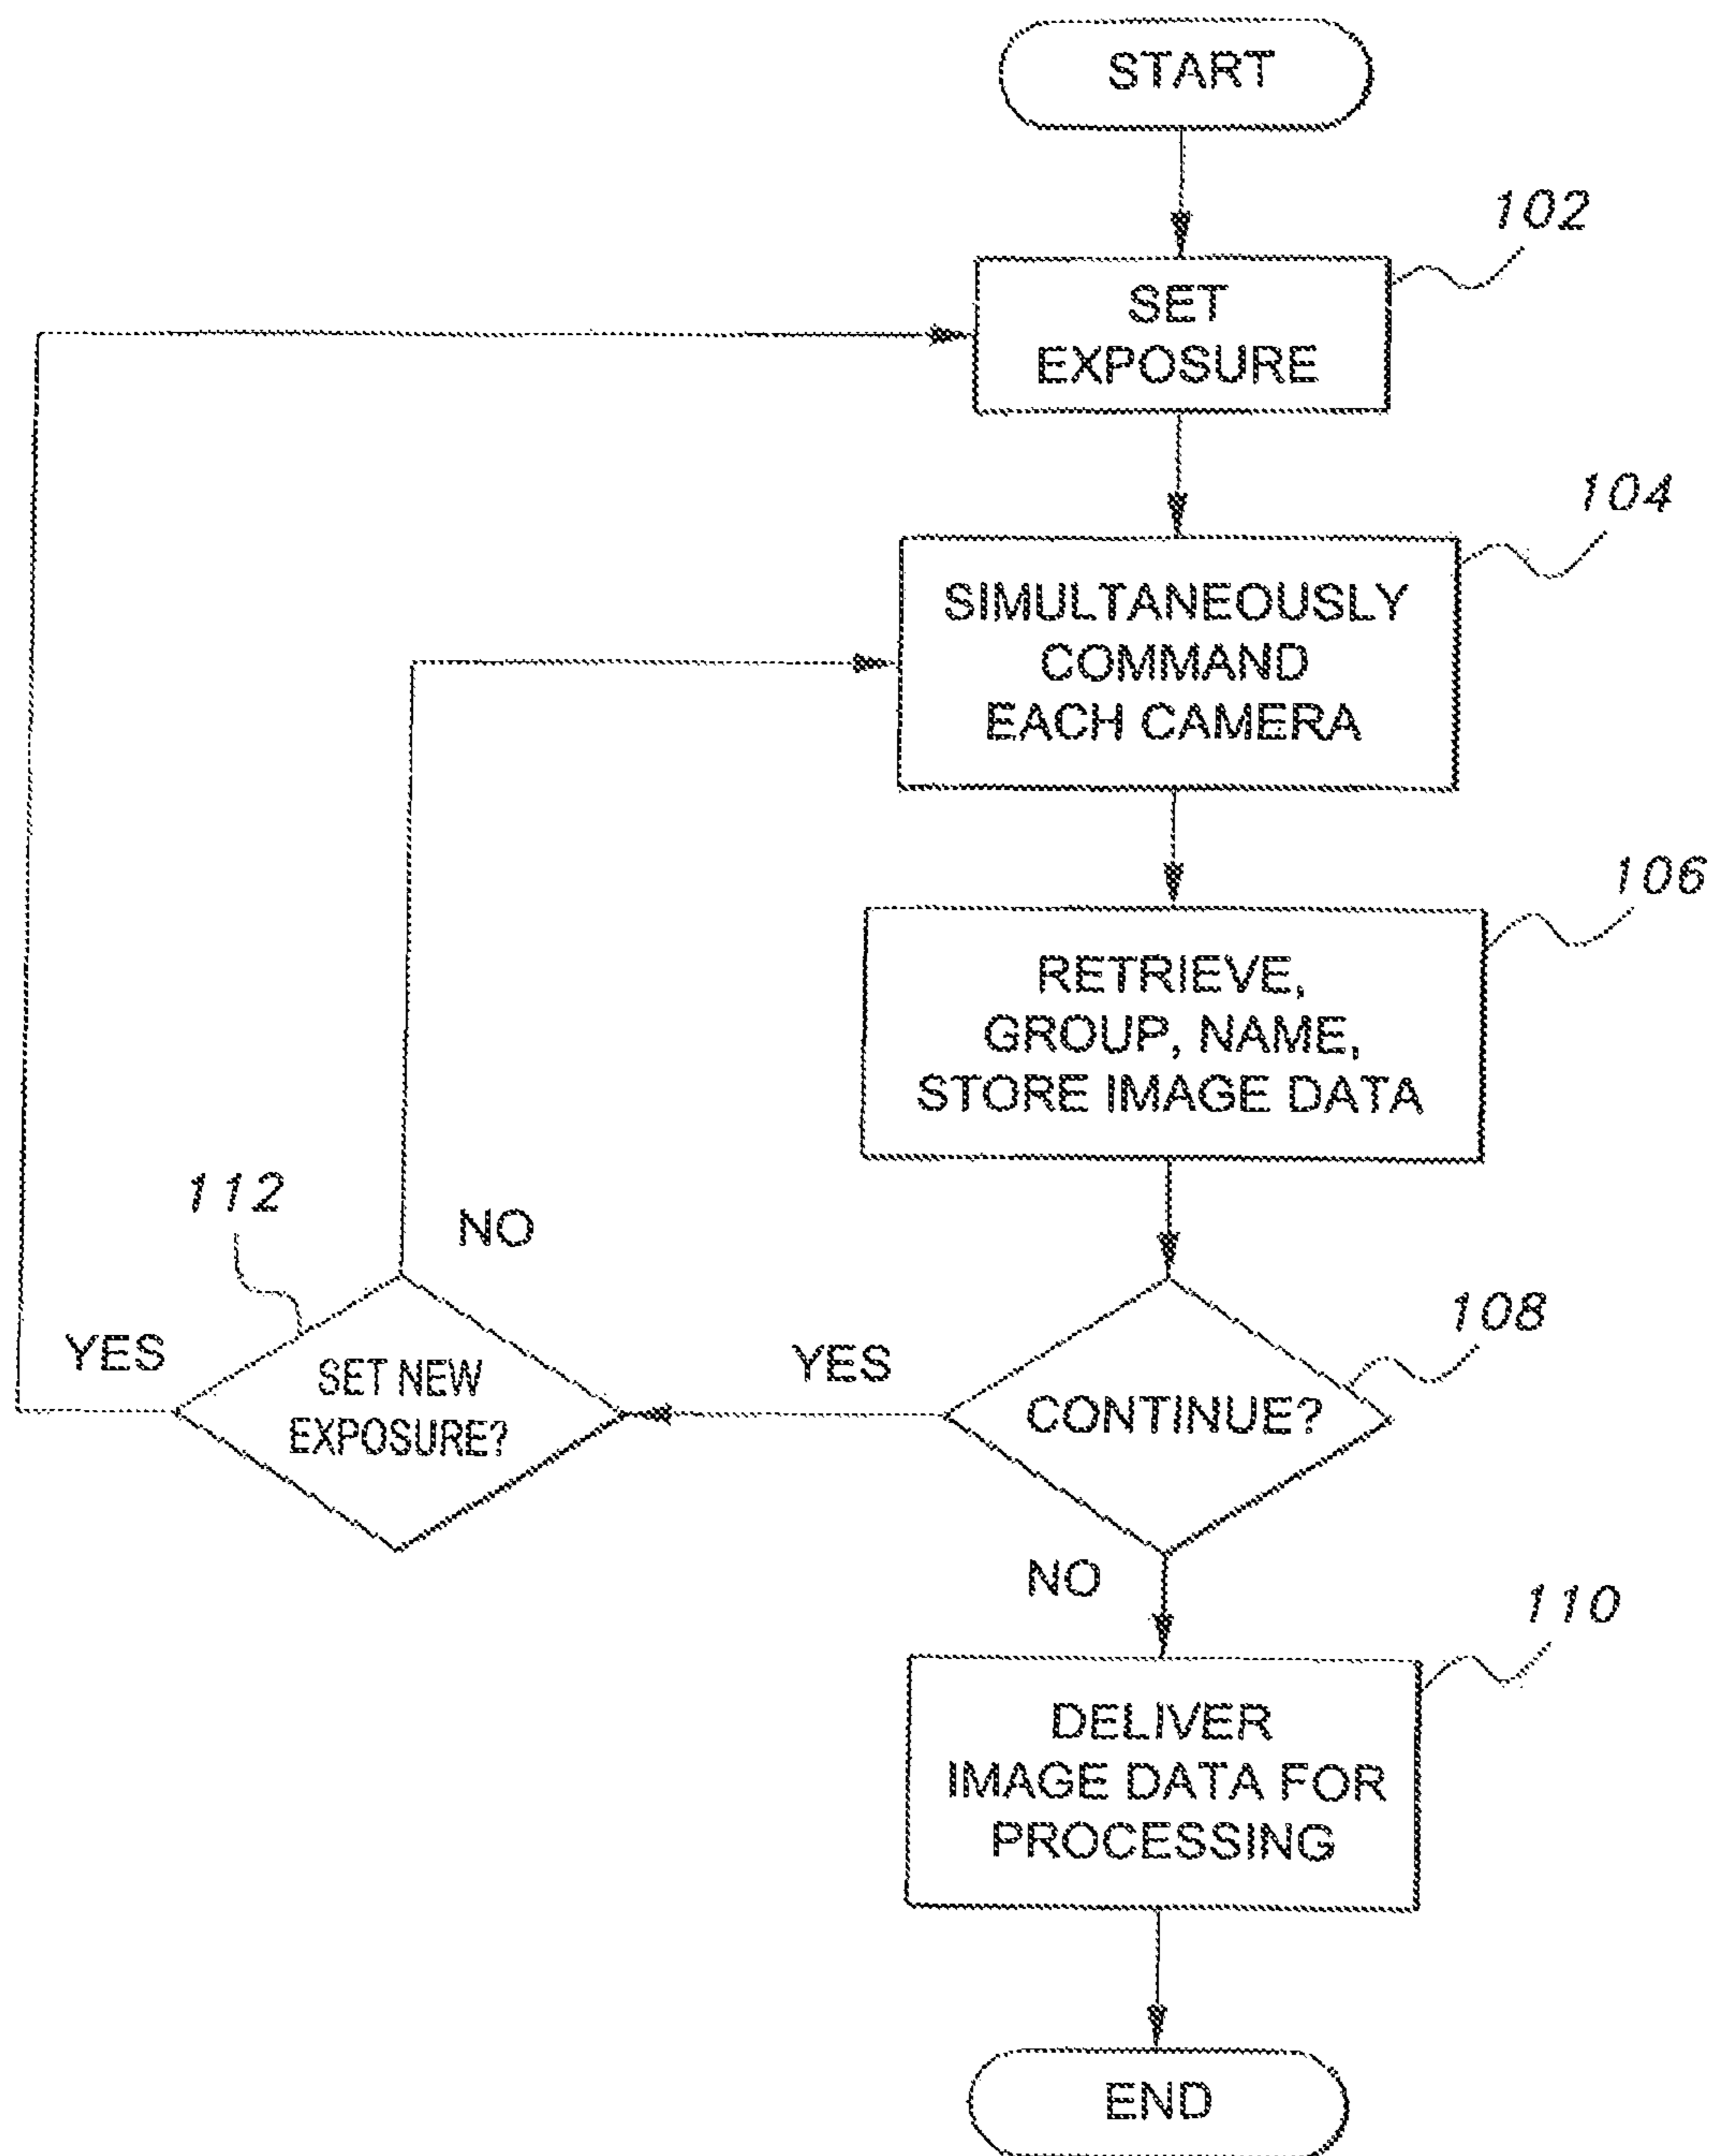 START
102
SET
EXPOSURE
104
SIMULTANEOUSLY
COMMAND
EACH CAMERA
106
RETRIEVE,
GROUP, NAME,
STORE IMAGE DATA
112
NO
108
YES
SET NEW
EXPOSURE?
YES
CONTINUE?
NO
110
DELIVER
IMAGE DATA FOR
PROCESSING
END